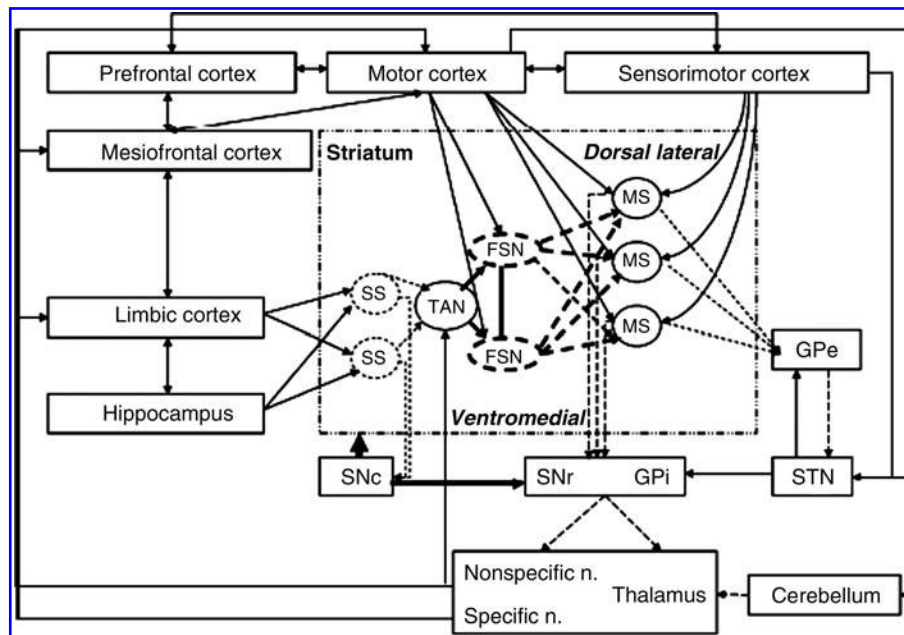 Prefrontal cortex
Motor cortex
Sensorimotor cortex
Mesiofrontal cortex
Striatum
Dorsal lateral
MS
FSN
MS
SS
TAN
Limbic cortex
MS
SS
FSN
GPe
Hippocampus
Ventromedial
SNc
SNr GPi
STN
Nonspecific n.
Thalamus
Cerebellum
Specific n.